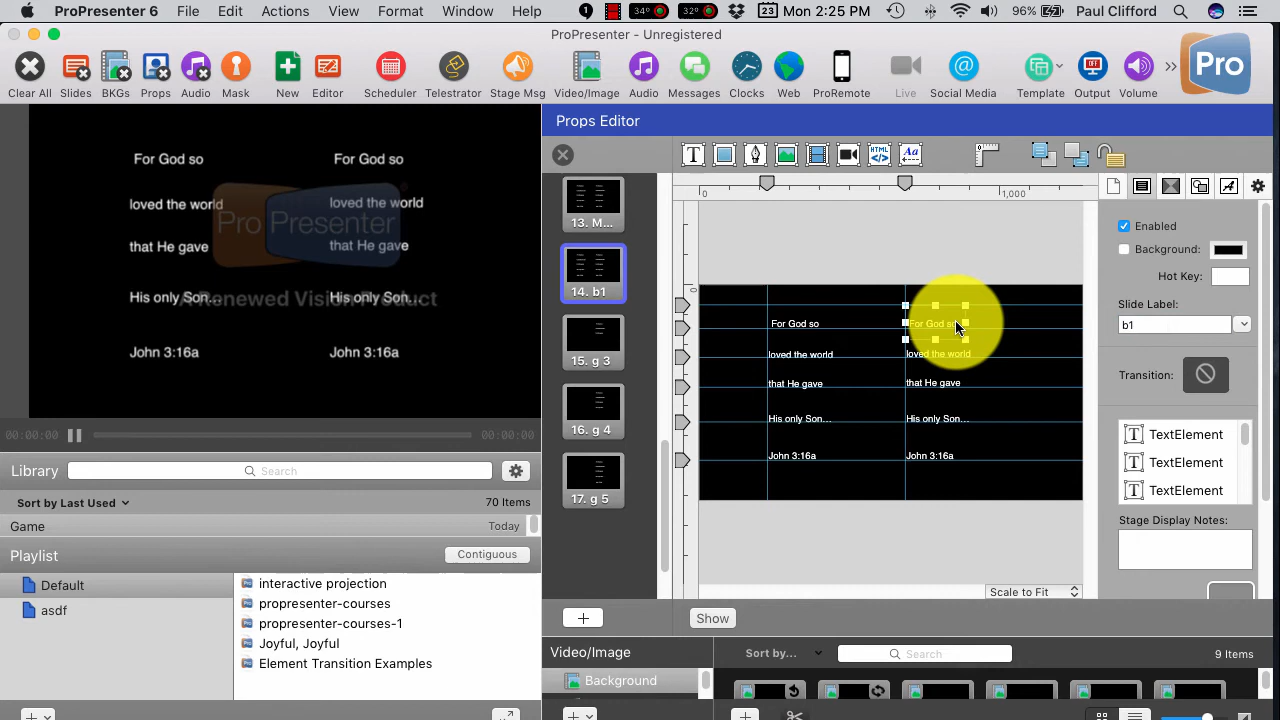 ProPresenter 6 File Edit Actions View Format Window Help 34° 32° 23 Mon 2:25 PM 96% Paul Clifford
ProPresenter - Unregistered
Clear All Slides BKGs Props Audio Mask New Editor Scheduler Telestrator Stage Msg Video/Image Audio Messages Clocks Web ProRemote Live Social Media Template Output Volume
Pro
Props Editor
For God so For God so
loved the world loved the world
Pro Presenter
that He gave that He gave
His only Son... His only Son...
A Renewed Vision Product
John 3:16a John 3:16a
00:00:00 00:00:00
Library Search
Sort by Last Used 70 Items
Game Today
Playlist Contiguous
Default
asdf
interactive projection
propresenter-courses
propresenter-courses-1
Joyful, Joyful
Element Transition Examples
13. M...
14. b1
15. g 3
16. g 4
17. g 5
0 1,000
0
For God so For God so
loved the world loved the world
that He gave that He gave
His only Son... His only Son...
John 3:16a John 3:16a
Scale to Fit
Show
Enabled
Background:
Hot Key:
Slide Label:
b1
Transition:
TextElement
TextElement
TextElement
Stage Display Notes:
Video/Image Sort by... Search 9 Items
Background